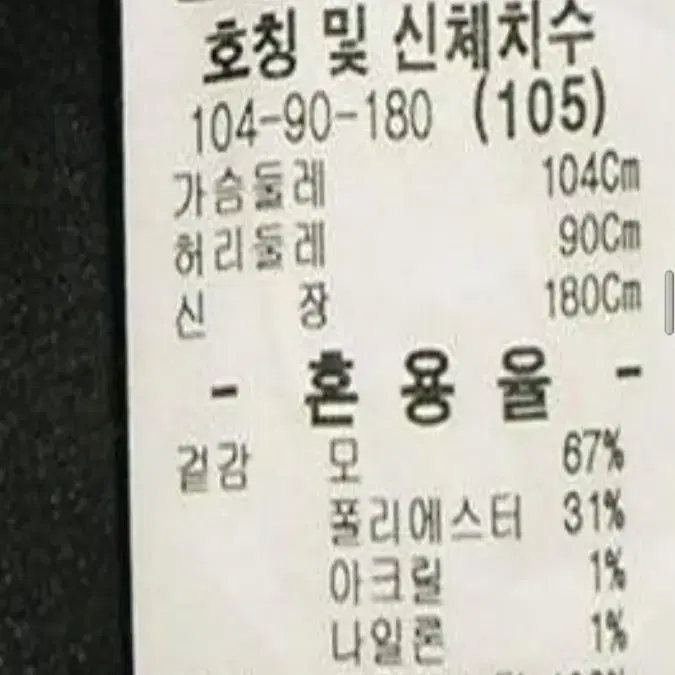 호칭 및 신체치수
104-90-180 (105)
가슴둘레 104Cm
허리둘레 90Cm
신 장 180Cm
- 혼 용 율 -
겉감 모 67%
폴리에스터 31%
아크릴 1%
나일론 1%